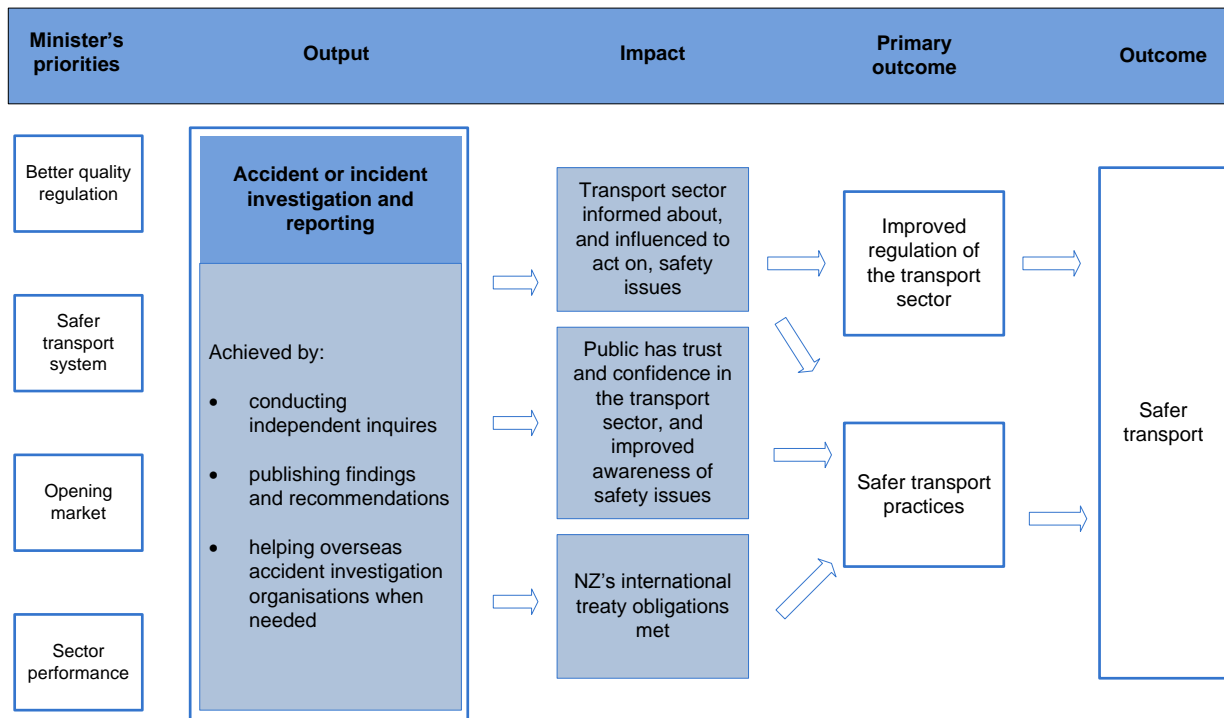 Minister’s
priorities
Output
Impact
Primary
outcome
Outcome
Better quality
regulation
Safer
transport
system
Opening
market
Sector
performance
Accident or incident
investigation and
reporting
Achieved by:
• conducting
independent inquires
• publishing findings
and recommendations
• helping overseas
accident investigation
organisations when
needed
Transport sector
informed about,
and influenced to
act on, safety
issues
Public has trust
and confidence in
the transport
sector, and
improved
awareness of
safety issues
NZ’s international
treaty obligations
met
Improved
regulation of
the transport
sector
Safer transport
practices
Safer
transport